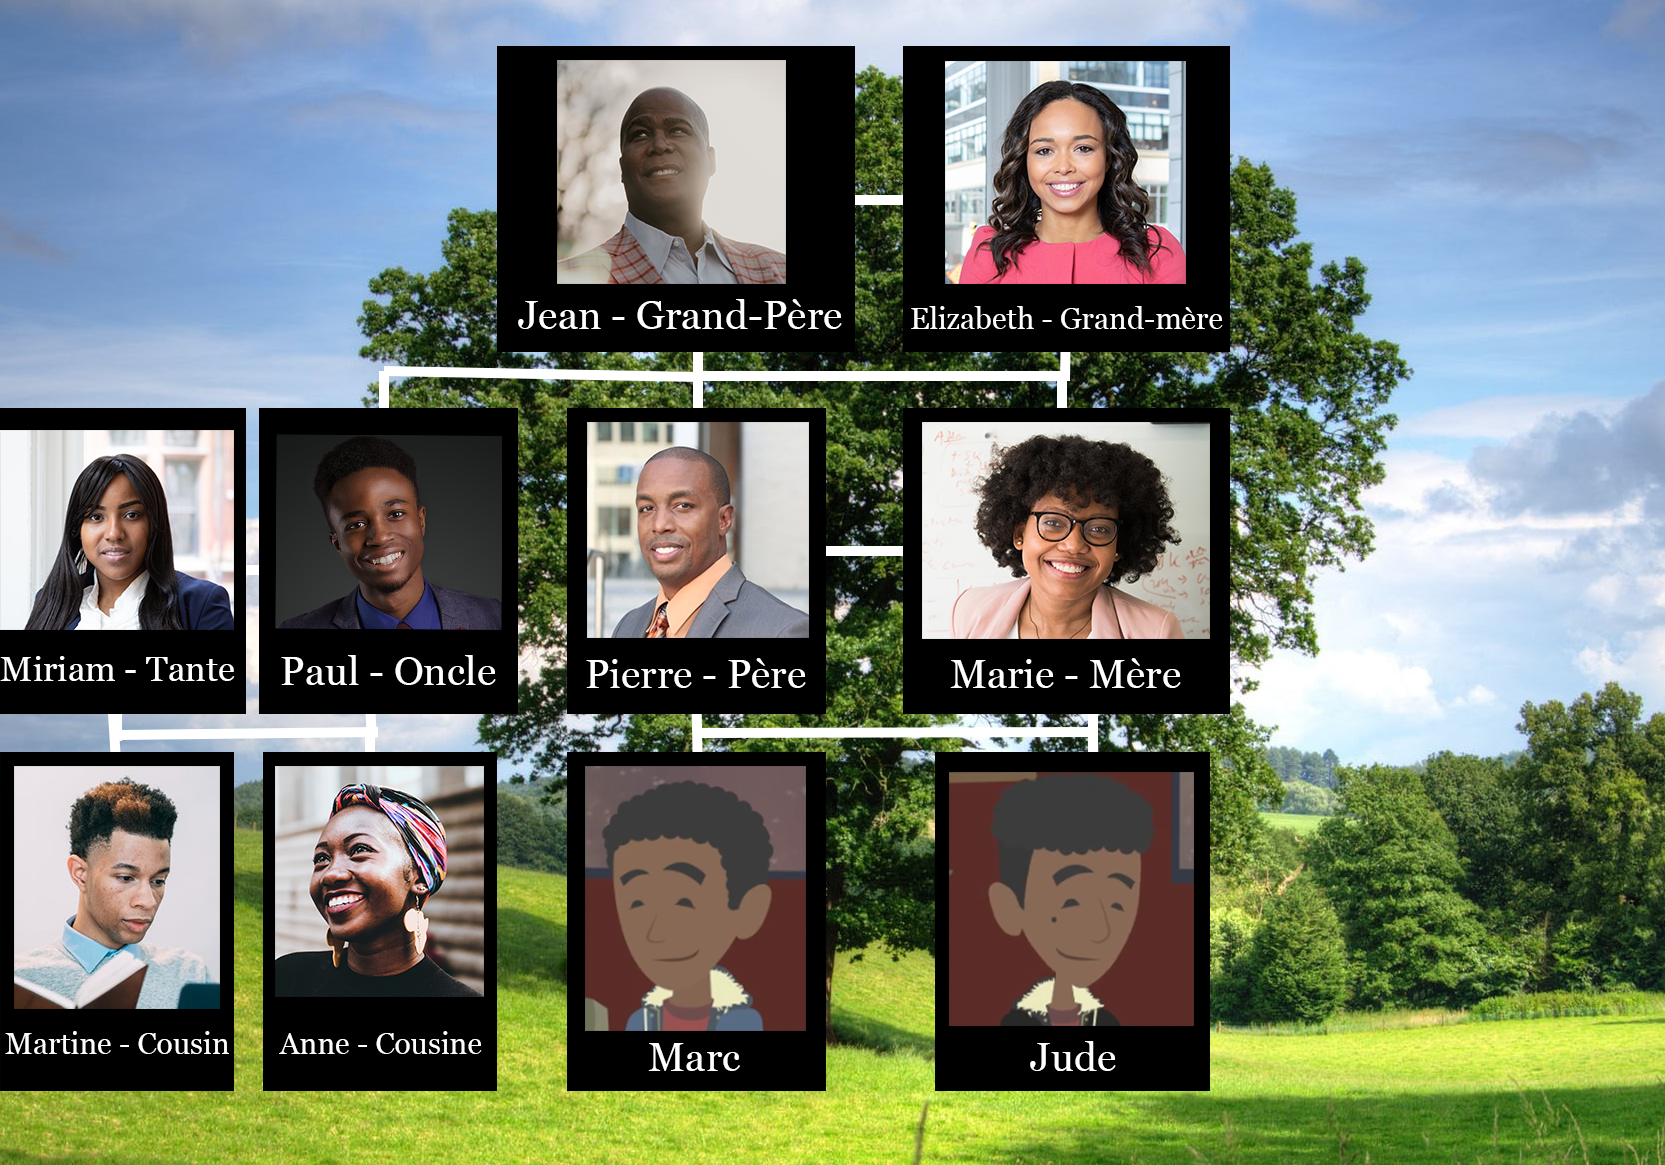 Jean - Grand-Père
Elizabeth - Grand-mère
Miriam - Tante
Paul - Oncle
Pierre - Père
Marie - Mère
Martine - Cousin
Anne - Cousine
Marc
Jude